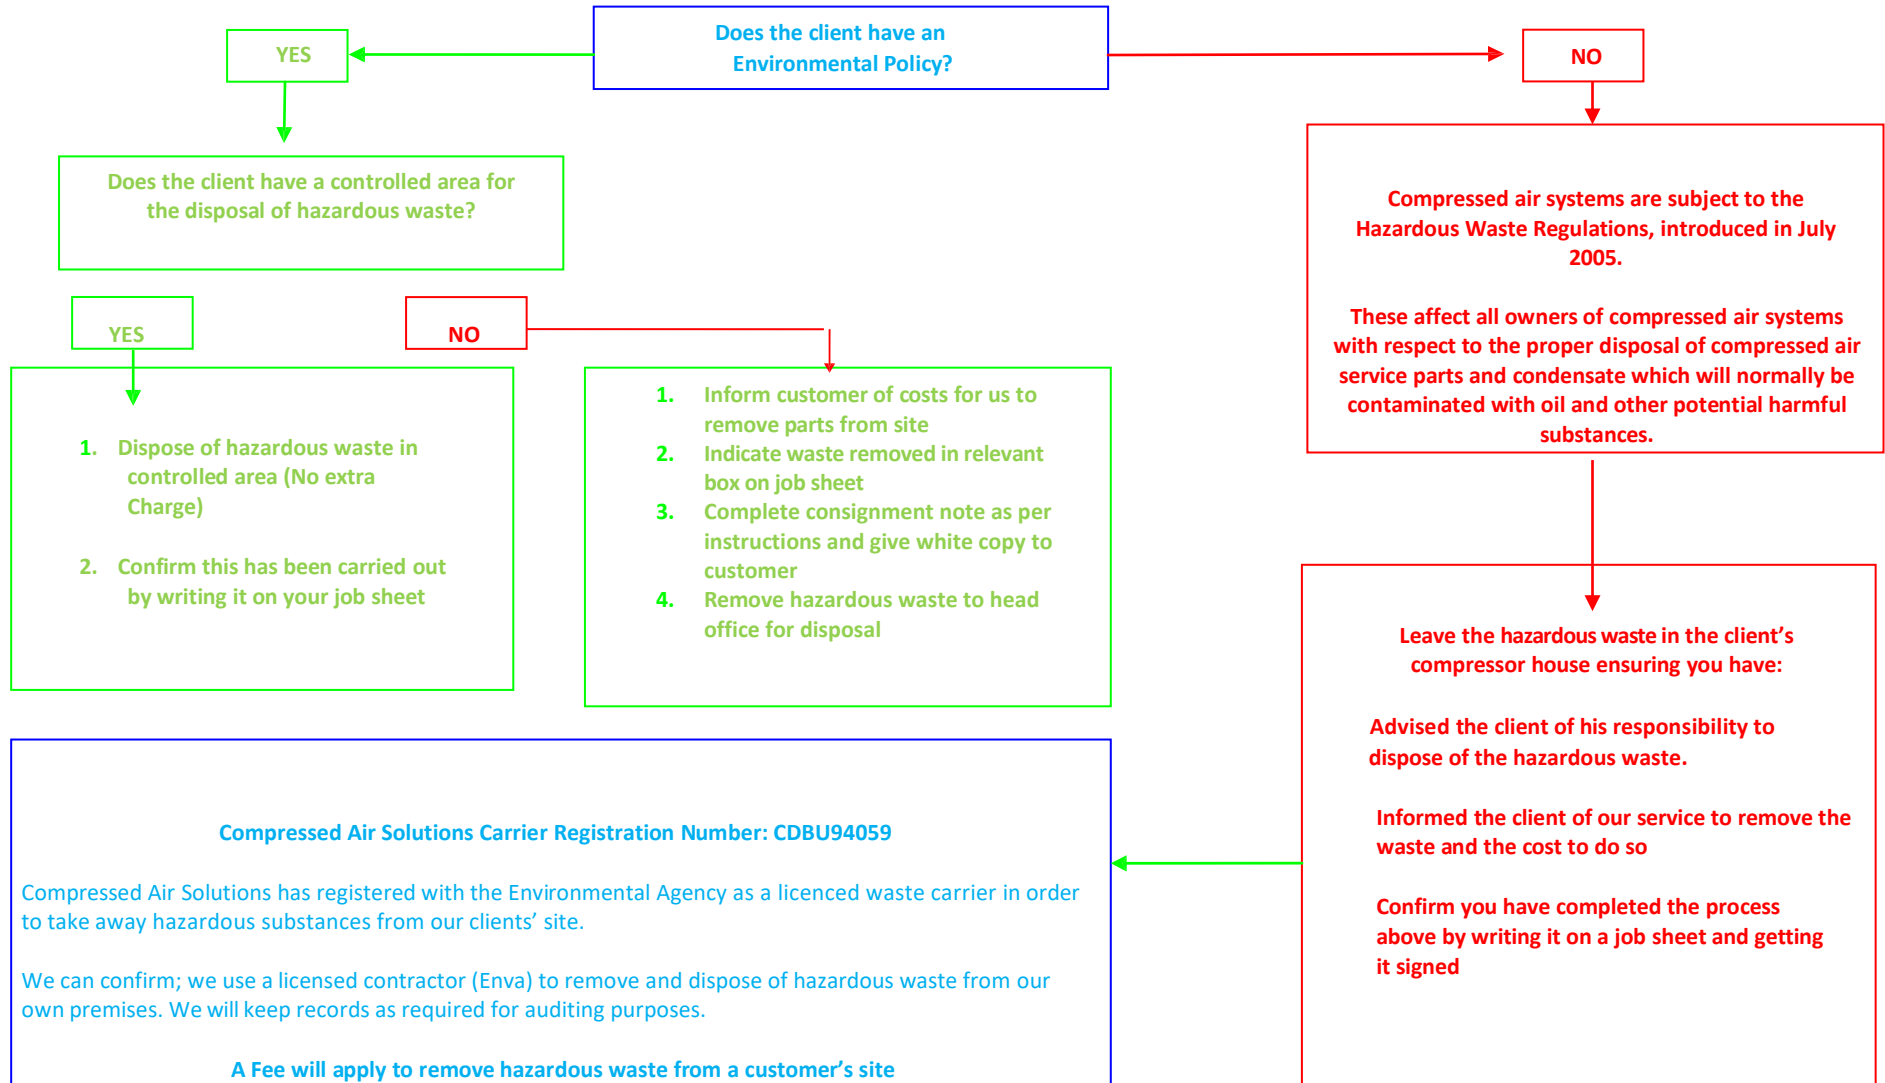 Does the client have an
Environmental Policy?
YES
NO
Does the client have a controlled area for
the disposal of hazardous waste?
YES
NO
1. Dispose of hazardous waste in
controlled area (No extra
Charge)
2. Confirm this has been carried out
by writing it on your job sheet
1. Inform customer of costs for us to
remove parts from site
2. Indicate waste removed in relevant
box on job sheet
3. Complete consignment note as per
instructions and give white copy to
customer
4. Remove hazardous waste to head
office for disposal
Compressed air systems are subject to the
Hazardous Waste Regulations, introduced in July
2005.
These affect all owners of compressed air systems
with respect to the proper disposal of compressed air
service parts and condensate which will normally be
contaminated with oil and other potential harmful
substances.
Leave the hazardous waste in the client’s
compressor house ensuring you have:
Advised the client of his responsibility to
dispose of the hazardous waste.
Informed the client of our service to remove the
waste and the cost to do so
Confirm you have completed the process
above by writing it on a job sheet and getting
it signed
Compressed Air Solutions Carrier Registration Number: CDBU94059
Compressed Air Solutions has registered with the Environmental Agency as a licenced waste carrier in order
to take away hazardous substances from our clients’ site.
We can confirm; we use a licensed contractor (Enva) to remove and dispose of hazardous waste from our
own premises. We will keep records as required for auditing purposes.
A Fee will apply to remove hazardous waste from a customer’s site